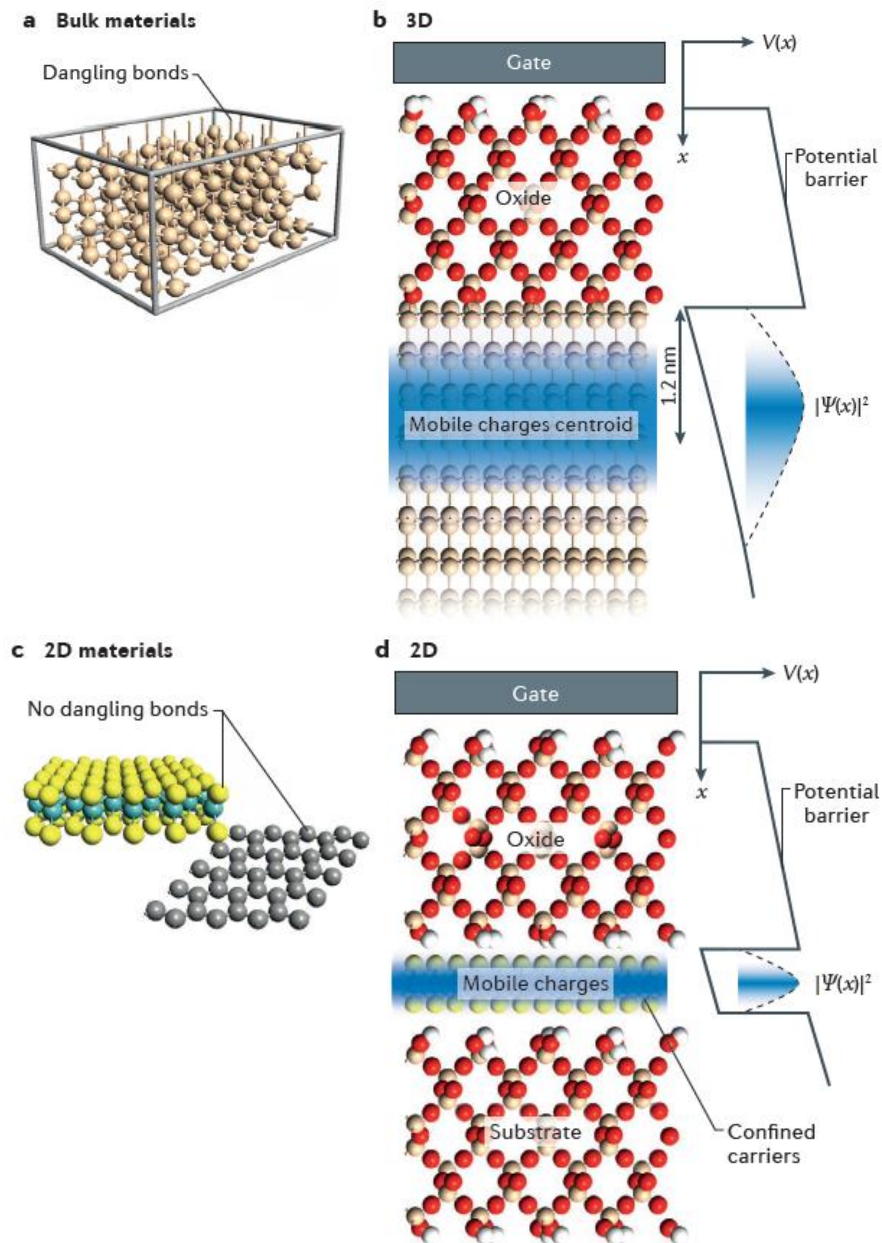 a Bulk materials
Dangling bonds
b 3D
Gate
V(x)
x
Potential
barrier
Oxide
1.2 nm
Mobile charges centroid
|Ψ(x)|²
c 2D materials
No dangling bonds
d 2D
Gate
V(x)
x
Potential
barrier
Oxide
Mobile charges
|Ψ(x)|²
Substrate
Confined
carriers